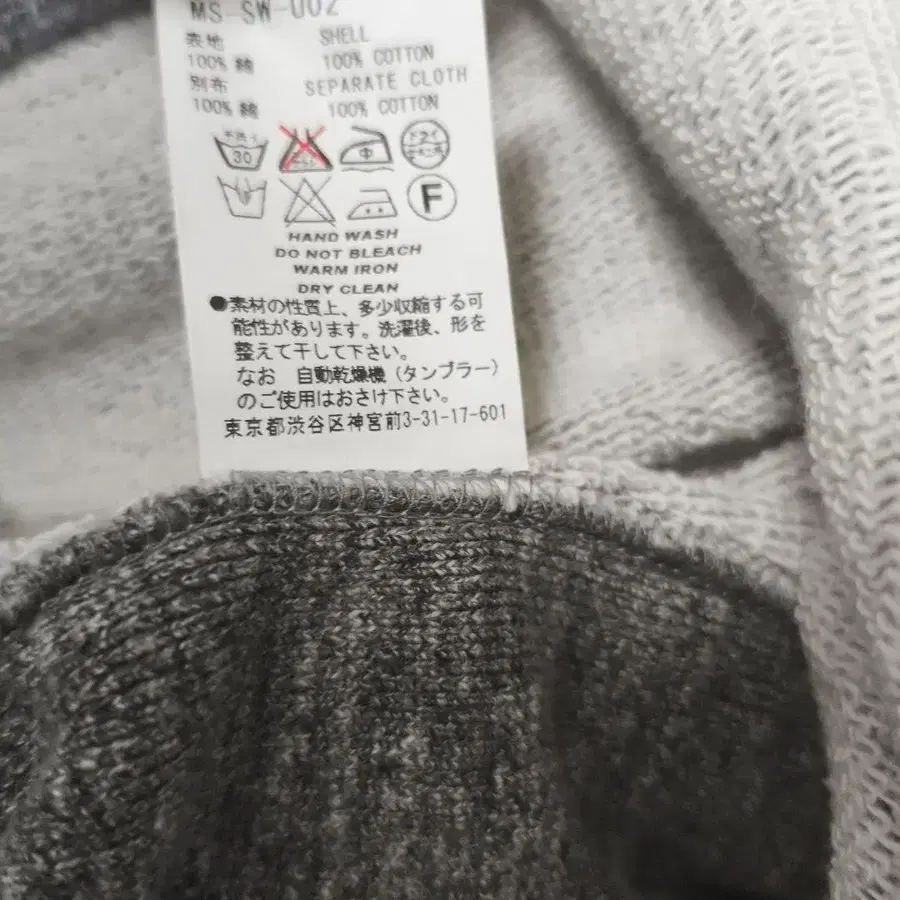 MS-SW-002
表地 SHELL
100% 綿 100% COTTON
別布 SEPARATE CLOTH
100% 綿 100% COTTON
30 中 ドライ
F
HAND WASH
DO NOT BLEACH
WARM IRON
DRY CLEAN
●素材の性質上、多少収縮する可
能性があります。洗濯後、形を
整えて干して下さい。
なお 自動乾燥機（タンブラー）
のご使用はおさけ下さい。
東京都渋谷区神宮前3-31-17-601